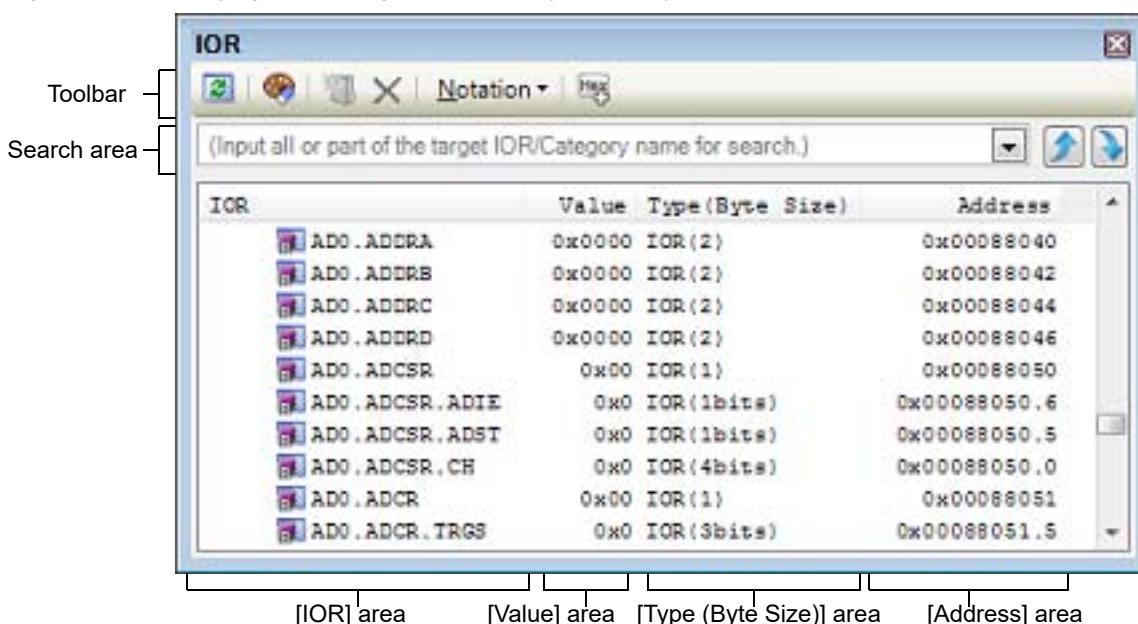 IOR
Toolbar
Notation
Hex
Search area
(Input all or part of the target IOR/Category name for search.)
IOR Value Type(Byte Size) Address
AD0.ADDRA 0x0000 IOR(2) 0x00088040
AD0.ADDRB 0x0000 IOR(2) 0x00088042
AD0.ADDRC 0x0000 IOR(2) 0x00088044
AD0.ADDRD 0x0000 IOR(2) 0x00088046
AD0.ADCSR 0x00 IOR(1) 0x00088050
AD0.ADCSR.ADIE 0x0 IOR(1bits) 0x00088050.6
AD0.ADCSR.ADST 0x0 IOR(1bits) 0x00088050.5
AD0.ADCSR.CH 0x0 IOR(4bits) 0x00088050.0
AD0.ADCR 0x00 IOR(1) 0x00088051
AD0.ADCR.TRGS 0x0 IOR(3bits) 0x00088051.5
[IOR] area [Value] area [Type (Byte Size)] area [Address] area